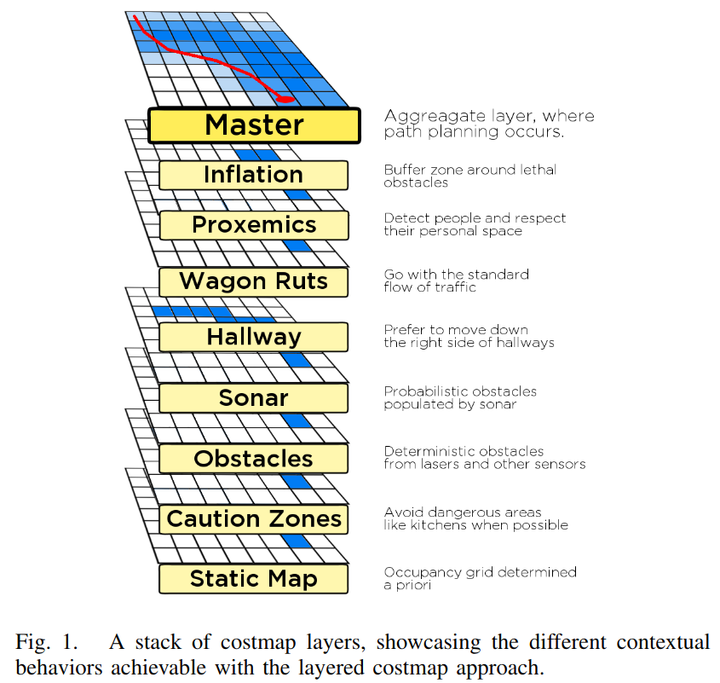 Master
Aggreagate layer, where
path planning occurs.
Inflation
Buffer zone around lethal
obstacles
Proxemics
Detect people and respect
their personal space
Wagon Ruts
Go with the standard
flow of traffic
Hallway
Prefer to move down
the right side of hallways
Sonar
Probabilistic obstacles
populated by sonar
Obstacles
Deterministic obstacles
from lasers and other sensors
Caution Zones
Avoid dangerous areas
like kitchens when possible
Static Map
Occupancy grid determined
a priori
Fig. 1. A stack of costmap layers, showcasing the different contextual
behaviors achievable with the layered costmap approach.